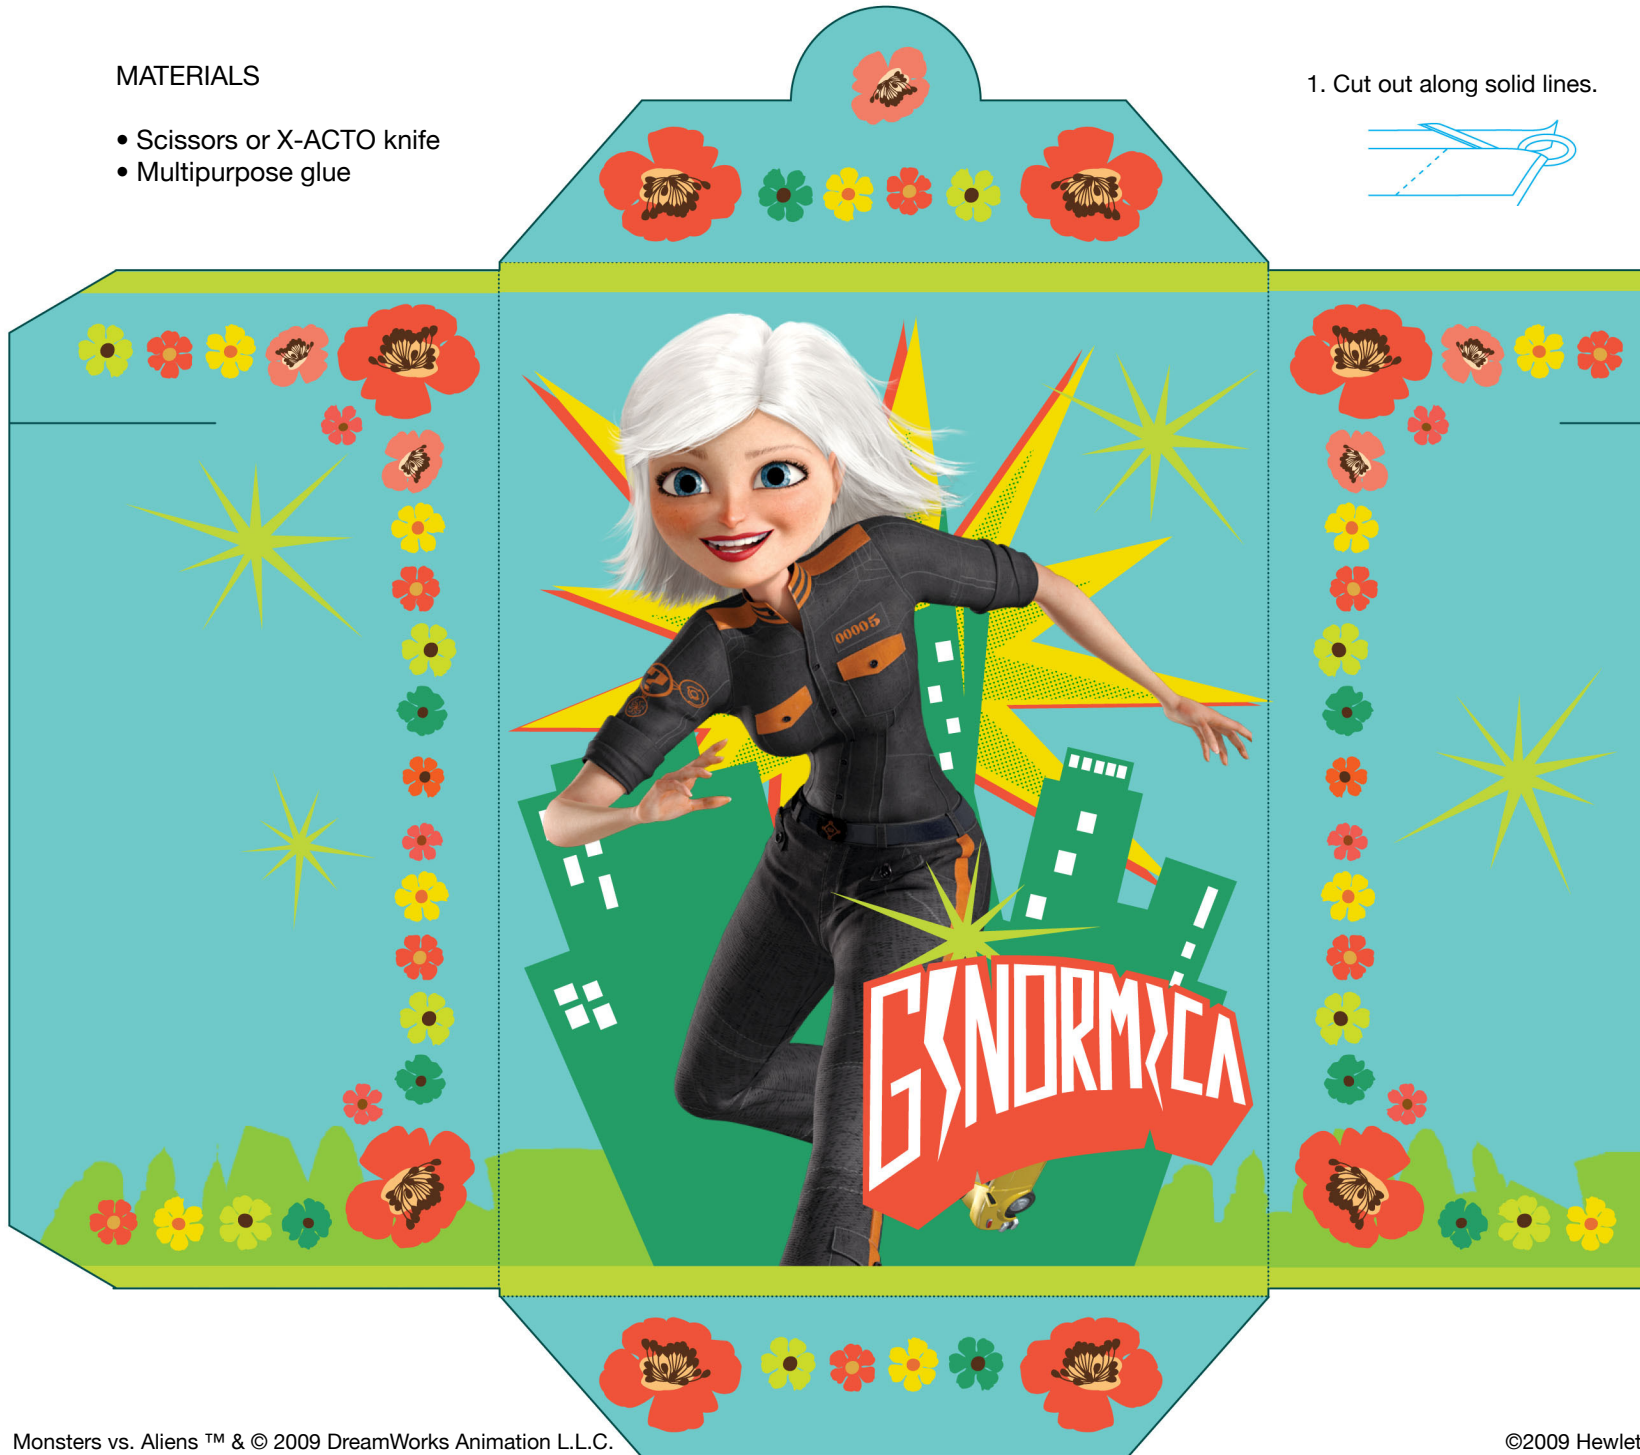 MATERIALS
• Scissors or X-ACTO knife
• Multipurpose glue
1. Cut out along solid lines.
00005
GINORMICA
Monsters vs. Aliens ™ & © 2009 DreamWorks Animation L.L.C.
©2009 Hewlet